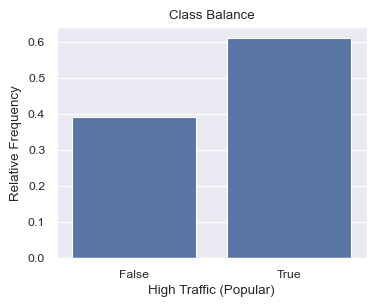 Class Balance
0.6
0.5
0.4
0.3
0.2
0.1
0.0
Relative Frequency
False
True
High Traffic (Popular)